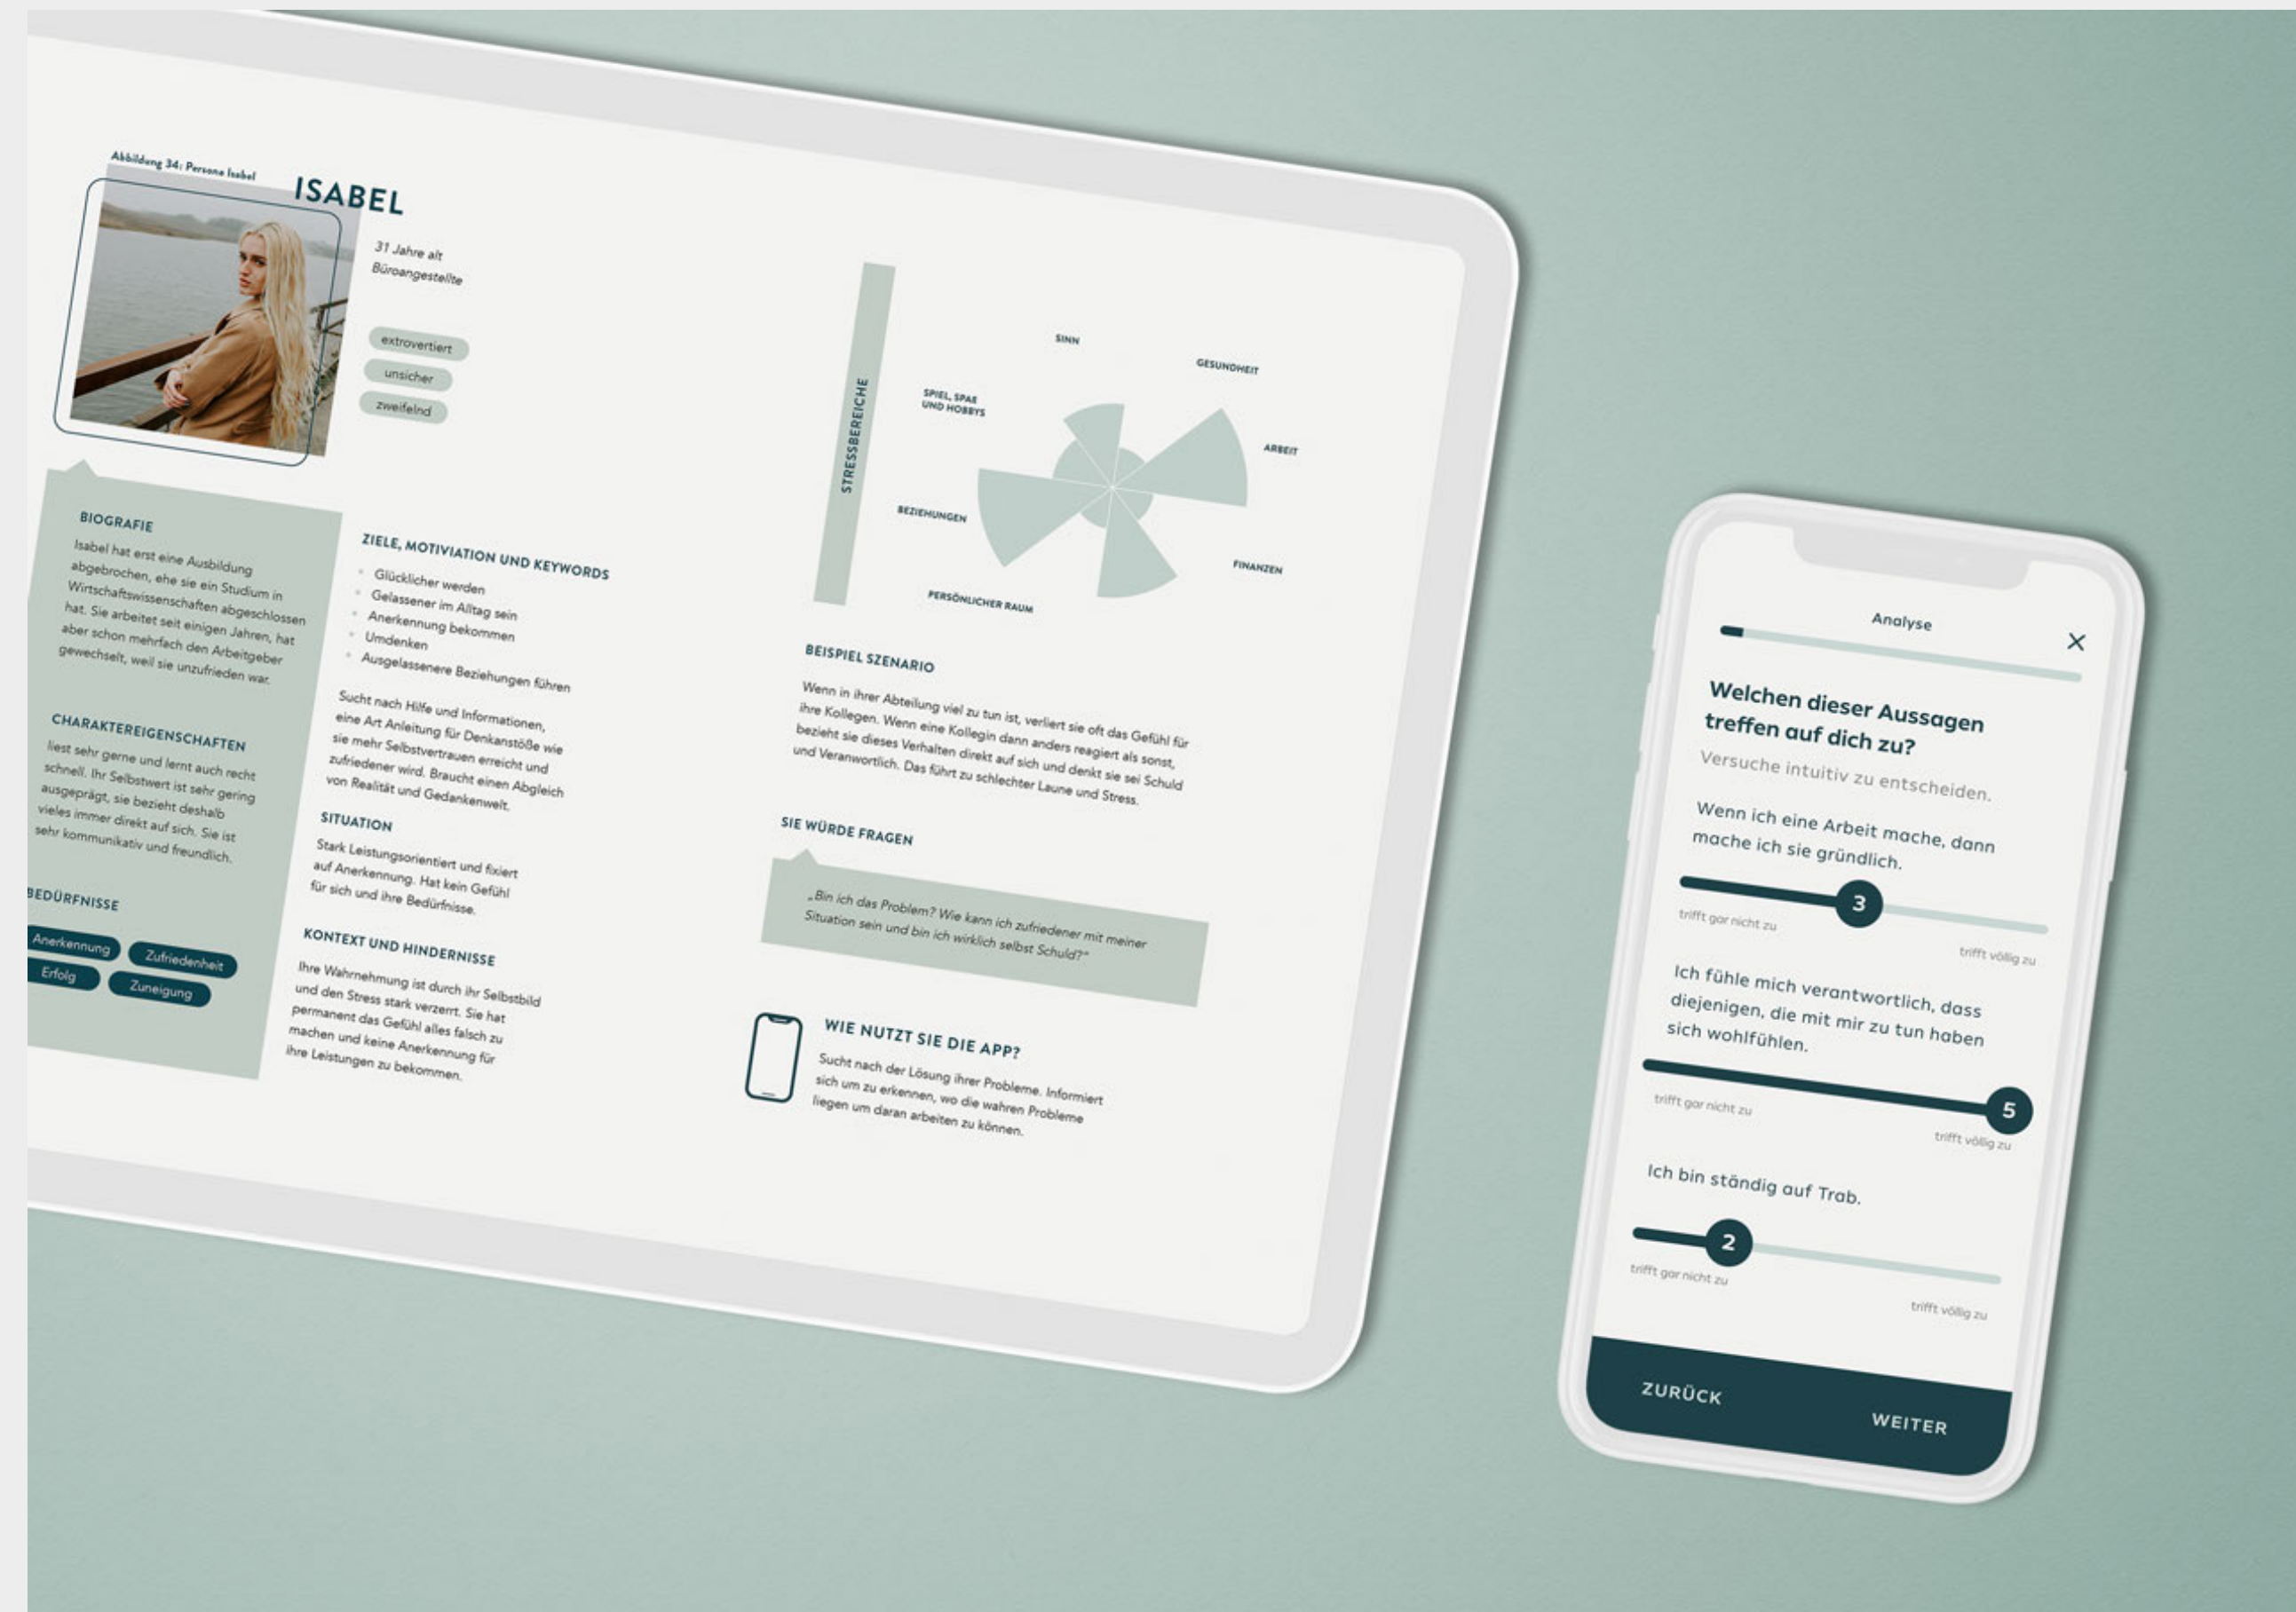 Abbildung 34: Persona Isabel
ISABEL
31 Jahre alt
Büroangestellte
extrovertiert
unsicher
zweifelnd
BIOGRAFIE
Isabel hat erst eine Ausbildung
abgebrochen, ehe sie ein Studium in
Wirtschaftswissenschaften abgeschlossen
hat. Sie arbeitet seit einigen Jahren, hat
aber schon mehrfach den Arbeitgeber
gewechselt, weil sie unzufrieden war.
CHARAKTEREIGENSCHAFTEN
liest sehr gerne und lernt auch recht
schnell. Ihr Selbstwert ist sehr gering
ausgeprägt, sie bezieht deshalb
vieles immer direkt auf sich. Sie ist
sehr kommunikativ und freundlich.
BEDÜRFNISSE
Anerkennung
Zufriedenheit
Erfolg
Zuneigung
ZIELE, MOTIVIATION UND KEYWORDS
Glücklicher werden
Gelassener im Alltag sein
Anerkennung bekommen
Umdenken
Ausgelassenere Beziehungen führen
Sucht nach Hilfe und Informationen,
eine Art Anleitung für Denkanstöße wie
sie mehr Selbstvertrauen erreicht und
zufriedener wird. Braucht einen Abgleich
von Realität und Gedankenwelt.
SITUATION
Stark Leistungsorientiert und fixiert
auf Anerkennung. Hat kein Gefühl
für sich und ihre Bedürfnisse.
KONTEXT UND HINDERNISSE
Ihre Wahrnehmung ist durch ihr Selbstbild
und den Stress stark verzerrt. Sie hat
permanent das Gefühl alles falsch zu
machen und keine Anerkennung für
ihre Leistungen zu bekommen.
STRESSBEREICHE
SINN
GESUNDHEIT
SPIEL, SPAß
UND HOBBYS
ARBEIT
BEZIEHUNGEN
FINANZEN
PERSÖNLICHER RAUM
BEISPIEL SZENARIO
Wenn in ihrer Abteilung viel zu tun ist, verliert sie oft das Gefühl für
ihre Kollegen. Wenn eine Kollegin dann anders reagiert als sonst,
bezieht sie dieses Verhalten direkt auf sich und denkt sie sei Schuld
und Veranwortlich. Das führt zu schlechter Laune und Stress.
SIE WÜRDE FRAGEN
„Bin ich das Problem? Wie kann ich zufriedener mit meiner
Situation sein und bin ich wirklich selbst Schuld?“
WIE NUTZT SIE DIE APP?
Sucht nach der Lösung ihrer Probleme. Informiert
sich um zu erkennen, wo die wahren Probleme
liegen um daran arbeiten zu können.
Analyse
Welchen dieser Aussagen
treffen auf dich zu?
Versuche intuitiv zu entscheiden.
Wenn ich eine Arbeit mache, dann
mache ich sie gründlich.
3
trifft gar nicht zu
trifft völlig zu
Ich fühle mich verantwortlich, dass
diejenigen, die mit mir zu tun haben
sich wohlfühlen.
5
trifft gar nicht zu
trifft völlig zu
Ich bin ständig auf Trab.
2
trifft gar nicht zu
trifft völlig zu
ZURÜCK
WEITER